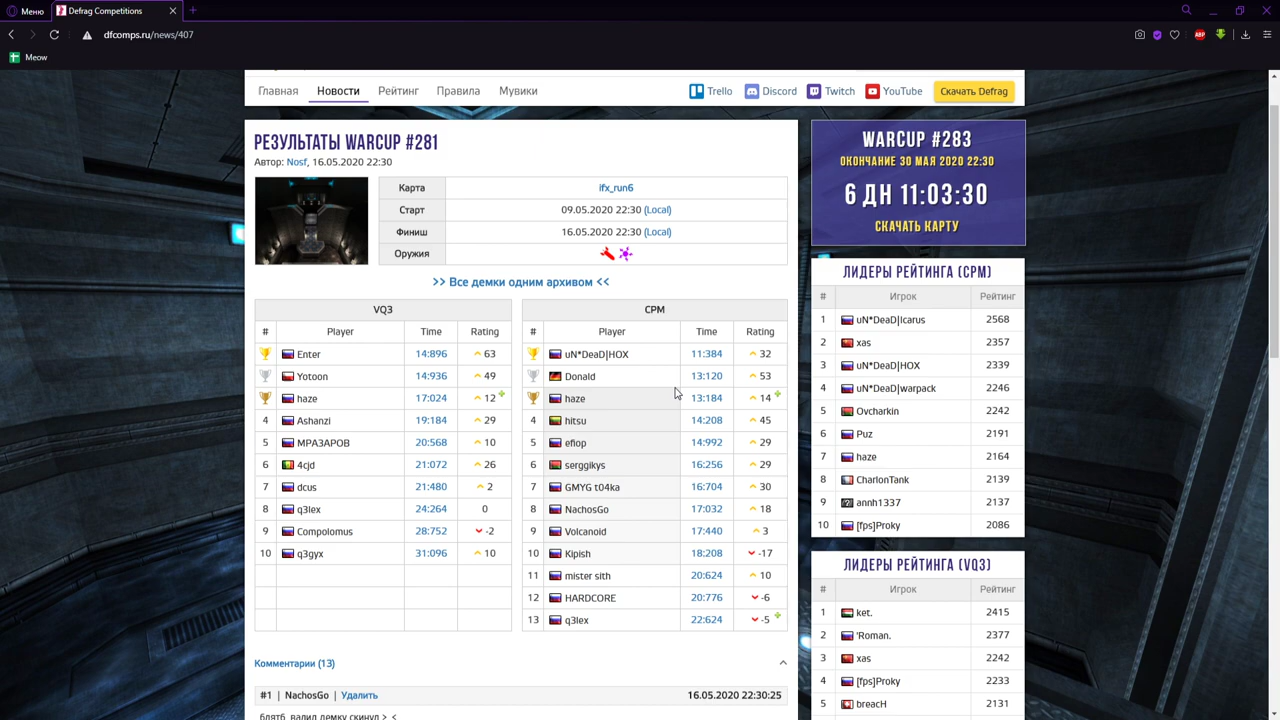 Меню
Defrag Competitions
dfcomps.ru/news/407
ABP
Meow
Главная Новости Рейтинг Правила Мувики Trello Discord Twitch YouTube Скачать Defrag
РЕЗУЛЬТАТЫ WARCUP #281
Автор: Nosf, 16.05.2020 22:30
Карта ifx_run6
Старт 09.05.2020 22:30 (Local)
Финиш 16.05.2020 22:30 (Local)
Оружия
>> Все демки одним архивом <<
VQ3
# Player Time Rating
Enter 14:896 63
Yotoon 14:936 49
haze 17:024 12
4 Ashanzi 19:184 29
5 МРАЗАРОВ 20:568 10
6 4cjd 21:072 26
7 dcus 21:480 2
8 q3lex 24:264 0
9 Compolomus 28:752 -2
10 q3gyx 31:096 10
CPM
# Player Time Rating
uN*DeaD|HOX 11:384 32
Donald 13:120 53
haze 13:184 14
4 hitsu 14:208 45
5 efiop 14:992 29
6 serggikys 16:256 29
7 GMYG t04ka 16:704 30
8 NachosGo 17:032 18
9 Volcanoid 17:440 3
10 Kipish 18:208 -17
11 mister sith 20:624 10
12 HARDCORE 20:776 -6
13 q3lex 22:624 -5
Комментарии (13)
#1 | NachosGo | Удалить 16.05.2020 22:30:25
блятб, валид демку скинул > <
WARCUP #283
ОКОНЧАНИЕ 30 МАЯ 2020 22:30
6 ДН 11:03:30
СКАЧАТЬ КАРТУ
ЛИДЕРЫ РЕЙТИНГА (CPM)
# Игрок Рейтинг
1 uN*DeaD|Icarus 2568
2 xas 2357
3 uN*DeaD|HOX 2339
4 uN*DeaD|warpack 2246
5 Ovcharkin 2242
6 Puz 2191
7 haze 2164
8 CharlonTank 2139
9 annh1337 2137
10 [fps]Proky 2086
ЛИДЕРЫ РЕЙТИНГА (VQ3)
# Игрок Рейтинг
1 ket. 2415
2 'Roman. 2377
3 xas 2242
4 [fps]Proky 2233
5 breacH 2131